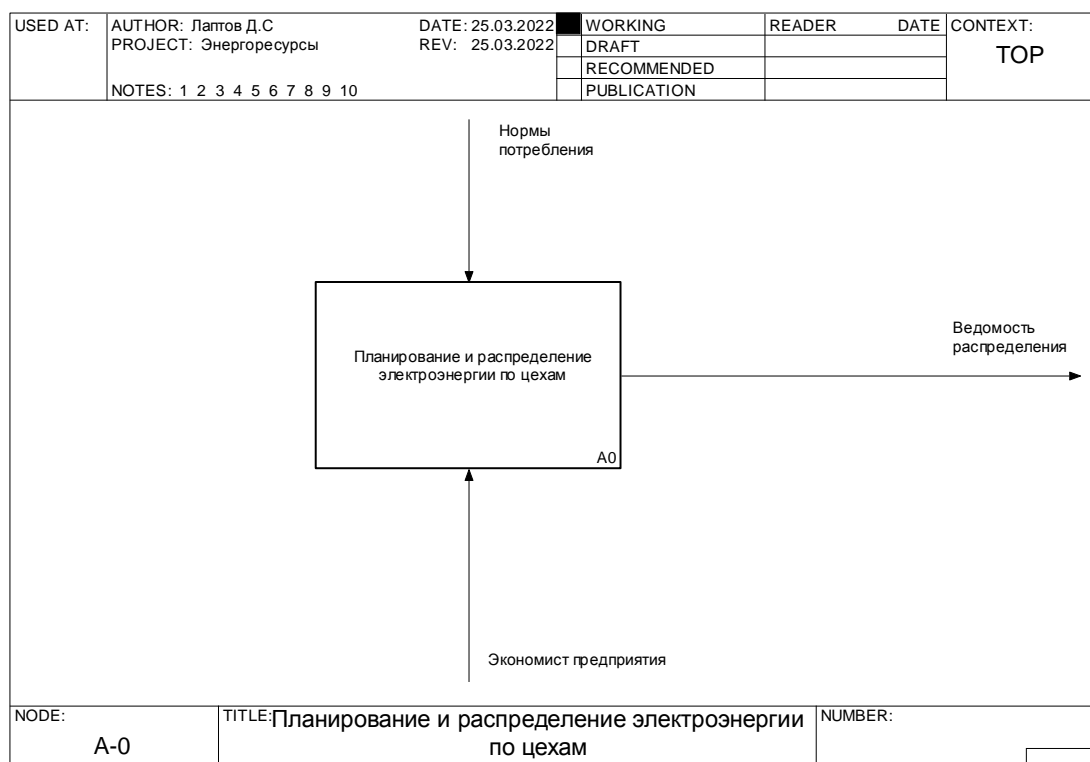 USED AT:
AUTHOR: Лаптов Д.С
DATE: 25.03.2022
WORKING
READER
DATE
CONTEXT:
PROJECT: Энергоресурсы
REV: 25.03.2022
DRAFT
TOP
RECOMMENDED
NOTES: 1 2 3 4 5 6 7 8 9 10
PUBLICATION
Нормы
потребления
Планирование и распределение
электроэнергии по цехам
A0
Ведомость
распределения
Экономист предприятия
NODE:
A-0
TITLE:
Планирование и распределение электроэнергии
по цехам
NUMBER: